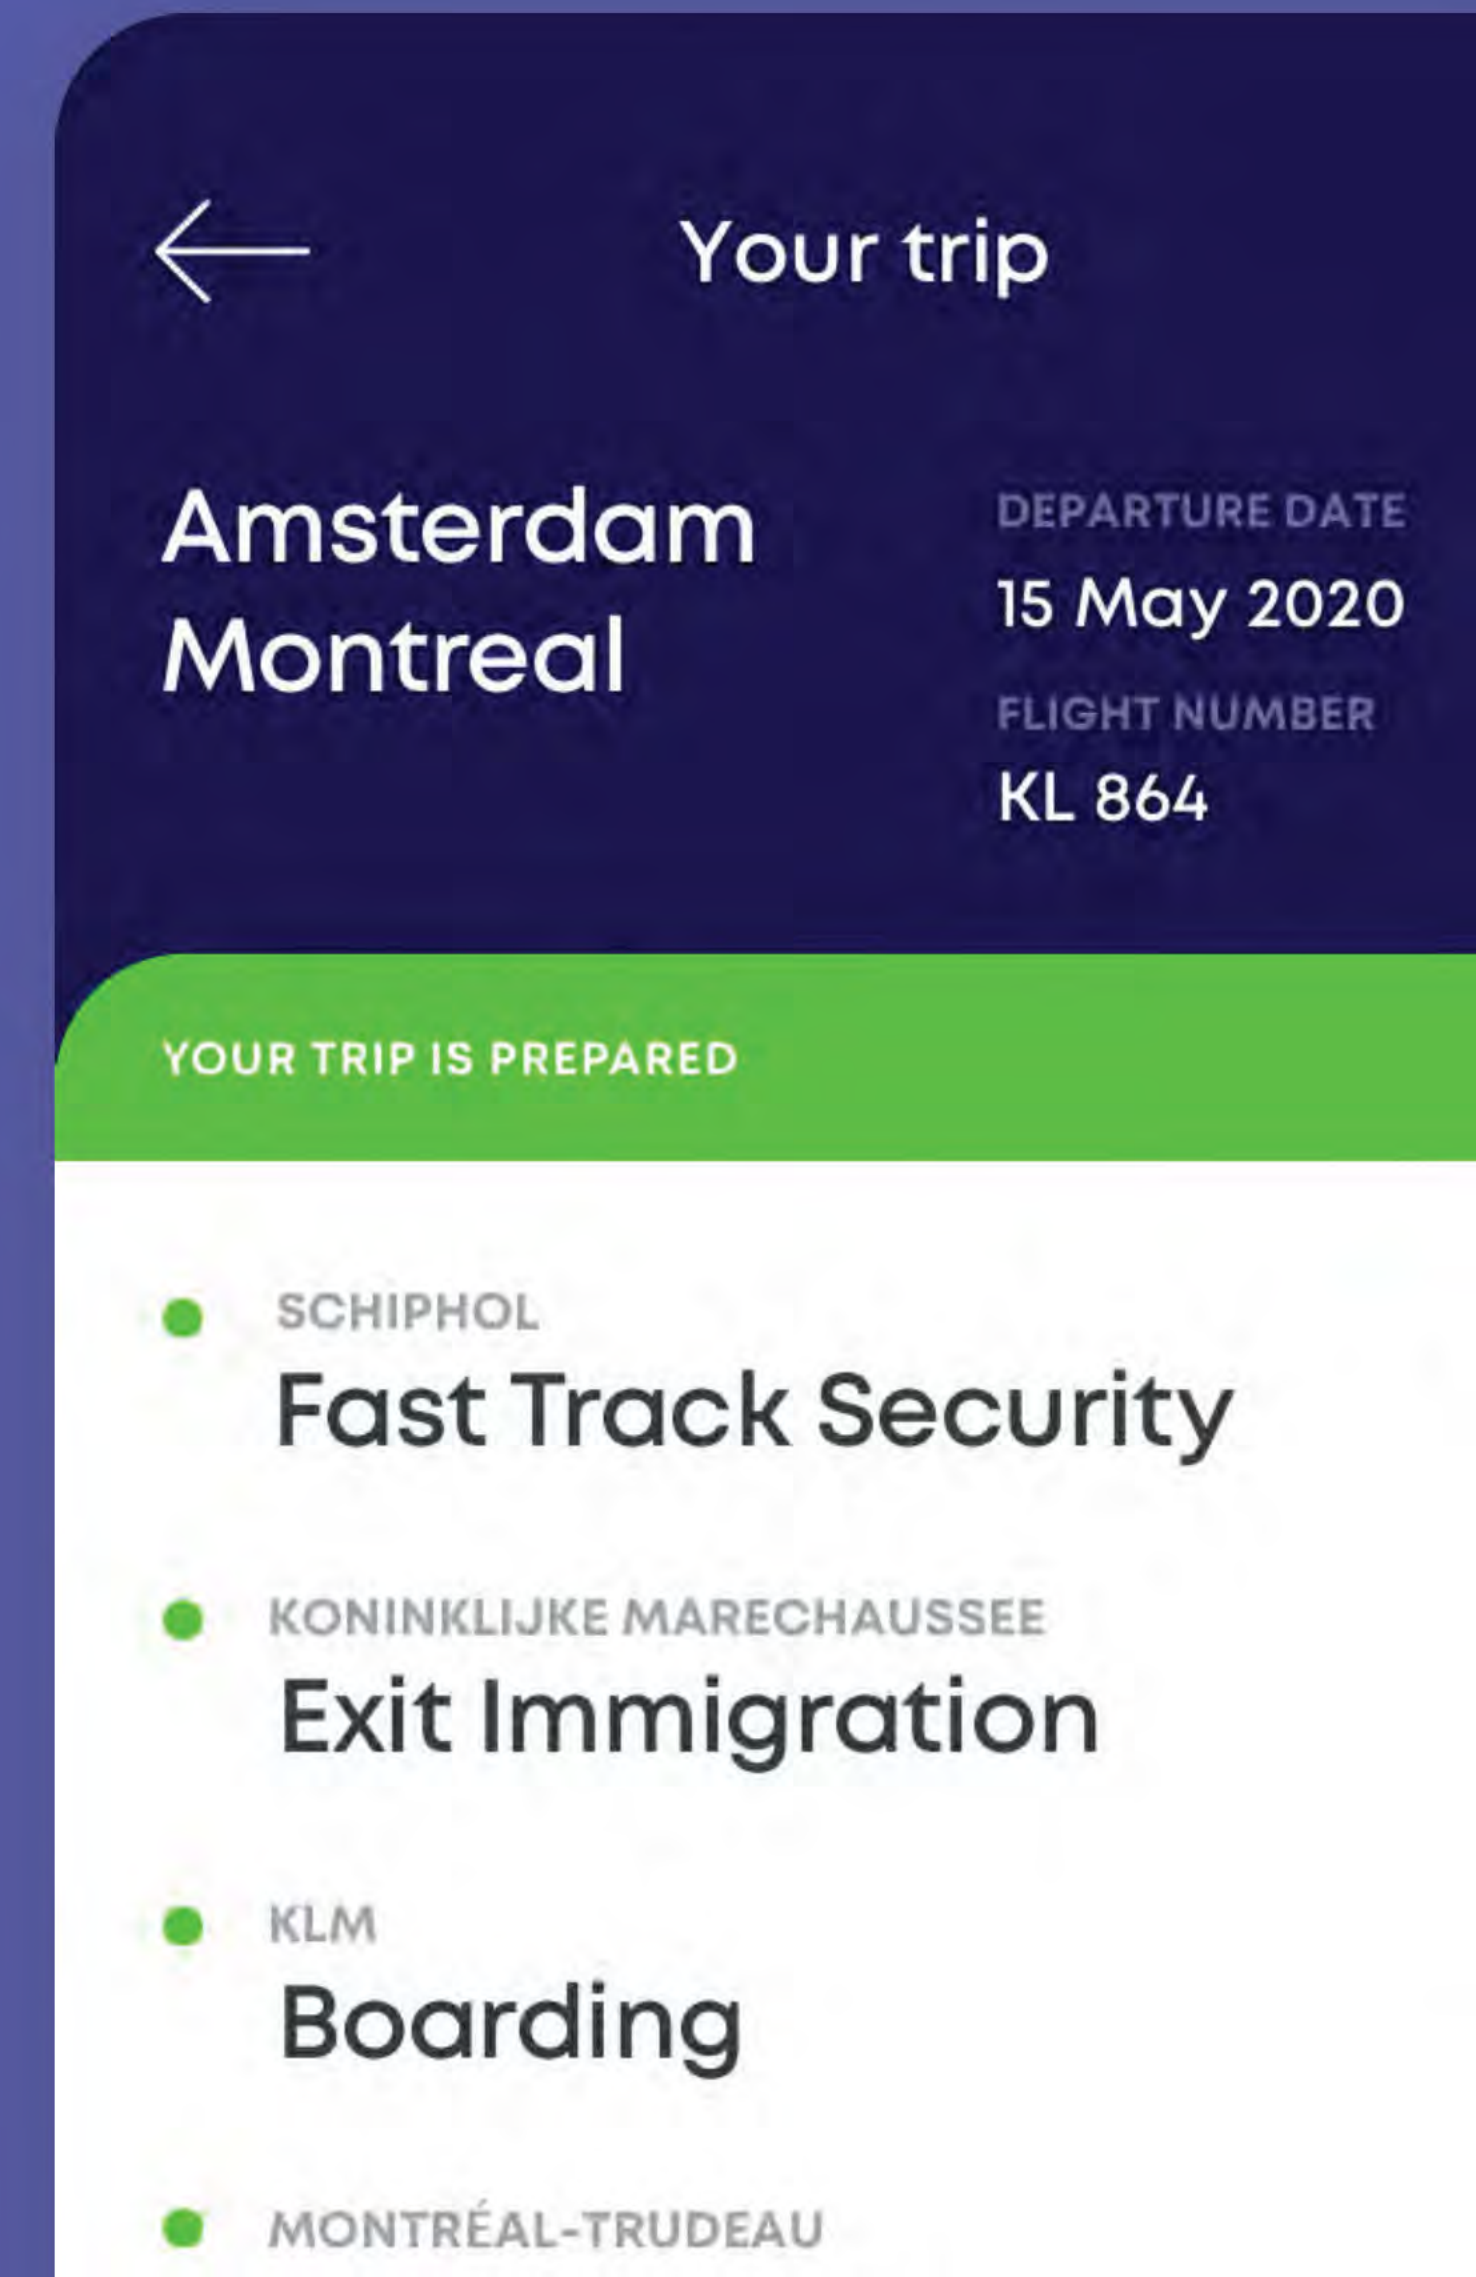 Your trip
Amsterdam
Montreal
DEPARTURE DATE
15 May 2020
FLIGHT NUMBER
KL 864
YOUR TRIP IS PREPARED
SCHIPHOL
Fast Track Security
KONINKLIJKE MARECHAUSSEE
Exit Immigration
KLM
Boarding
MONTRÉAL-TRUDEAU